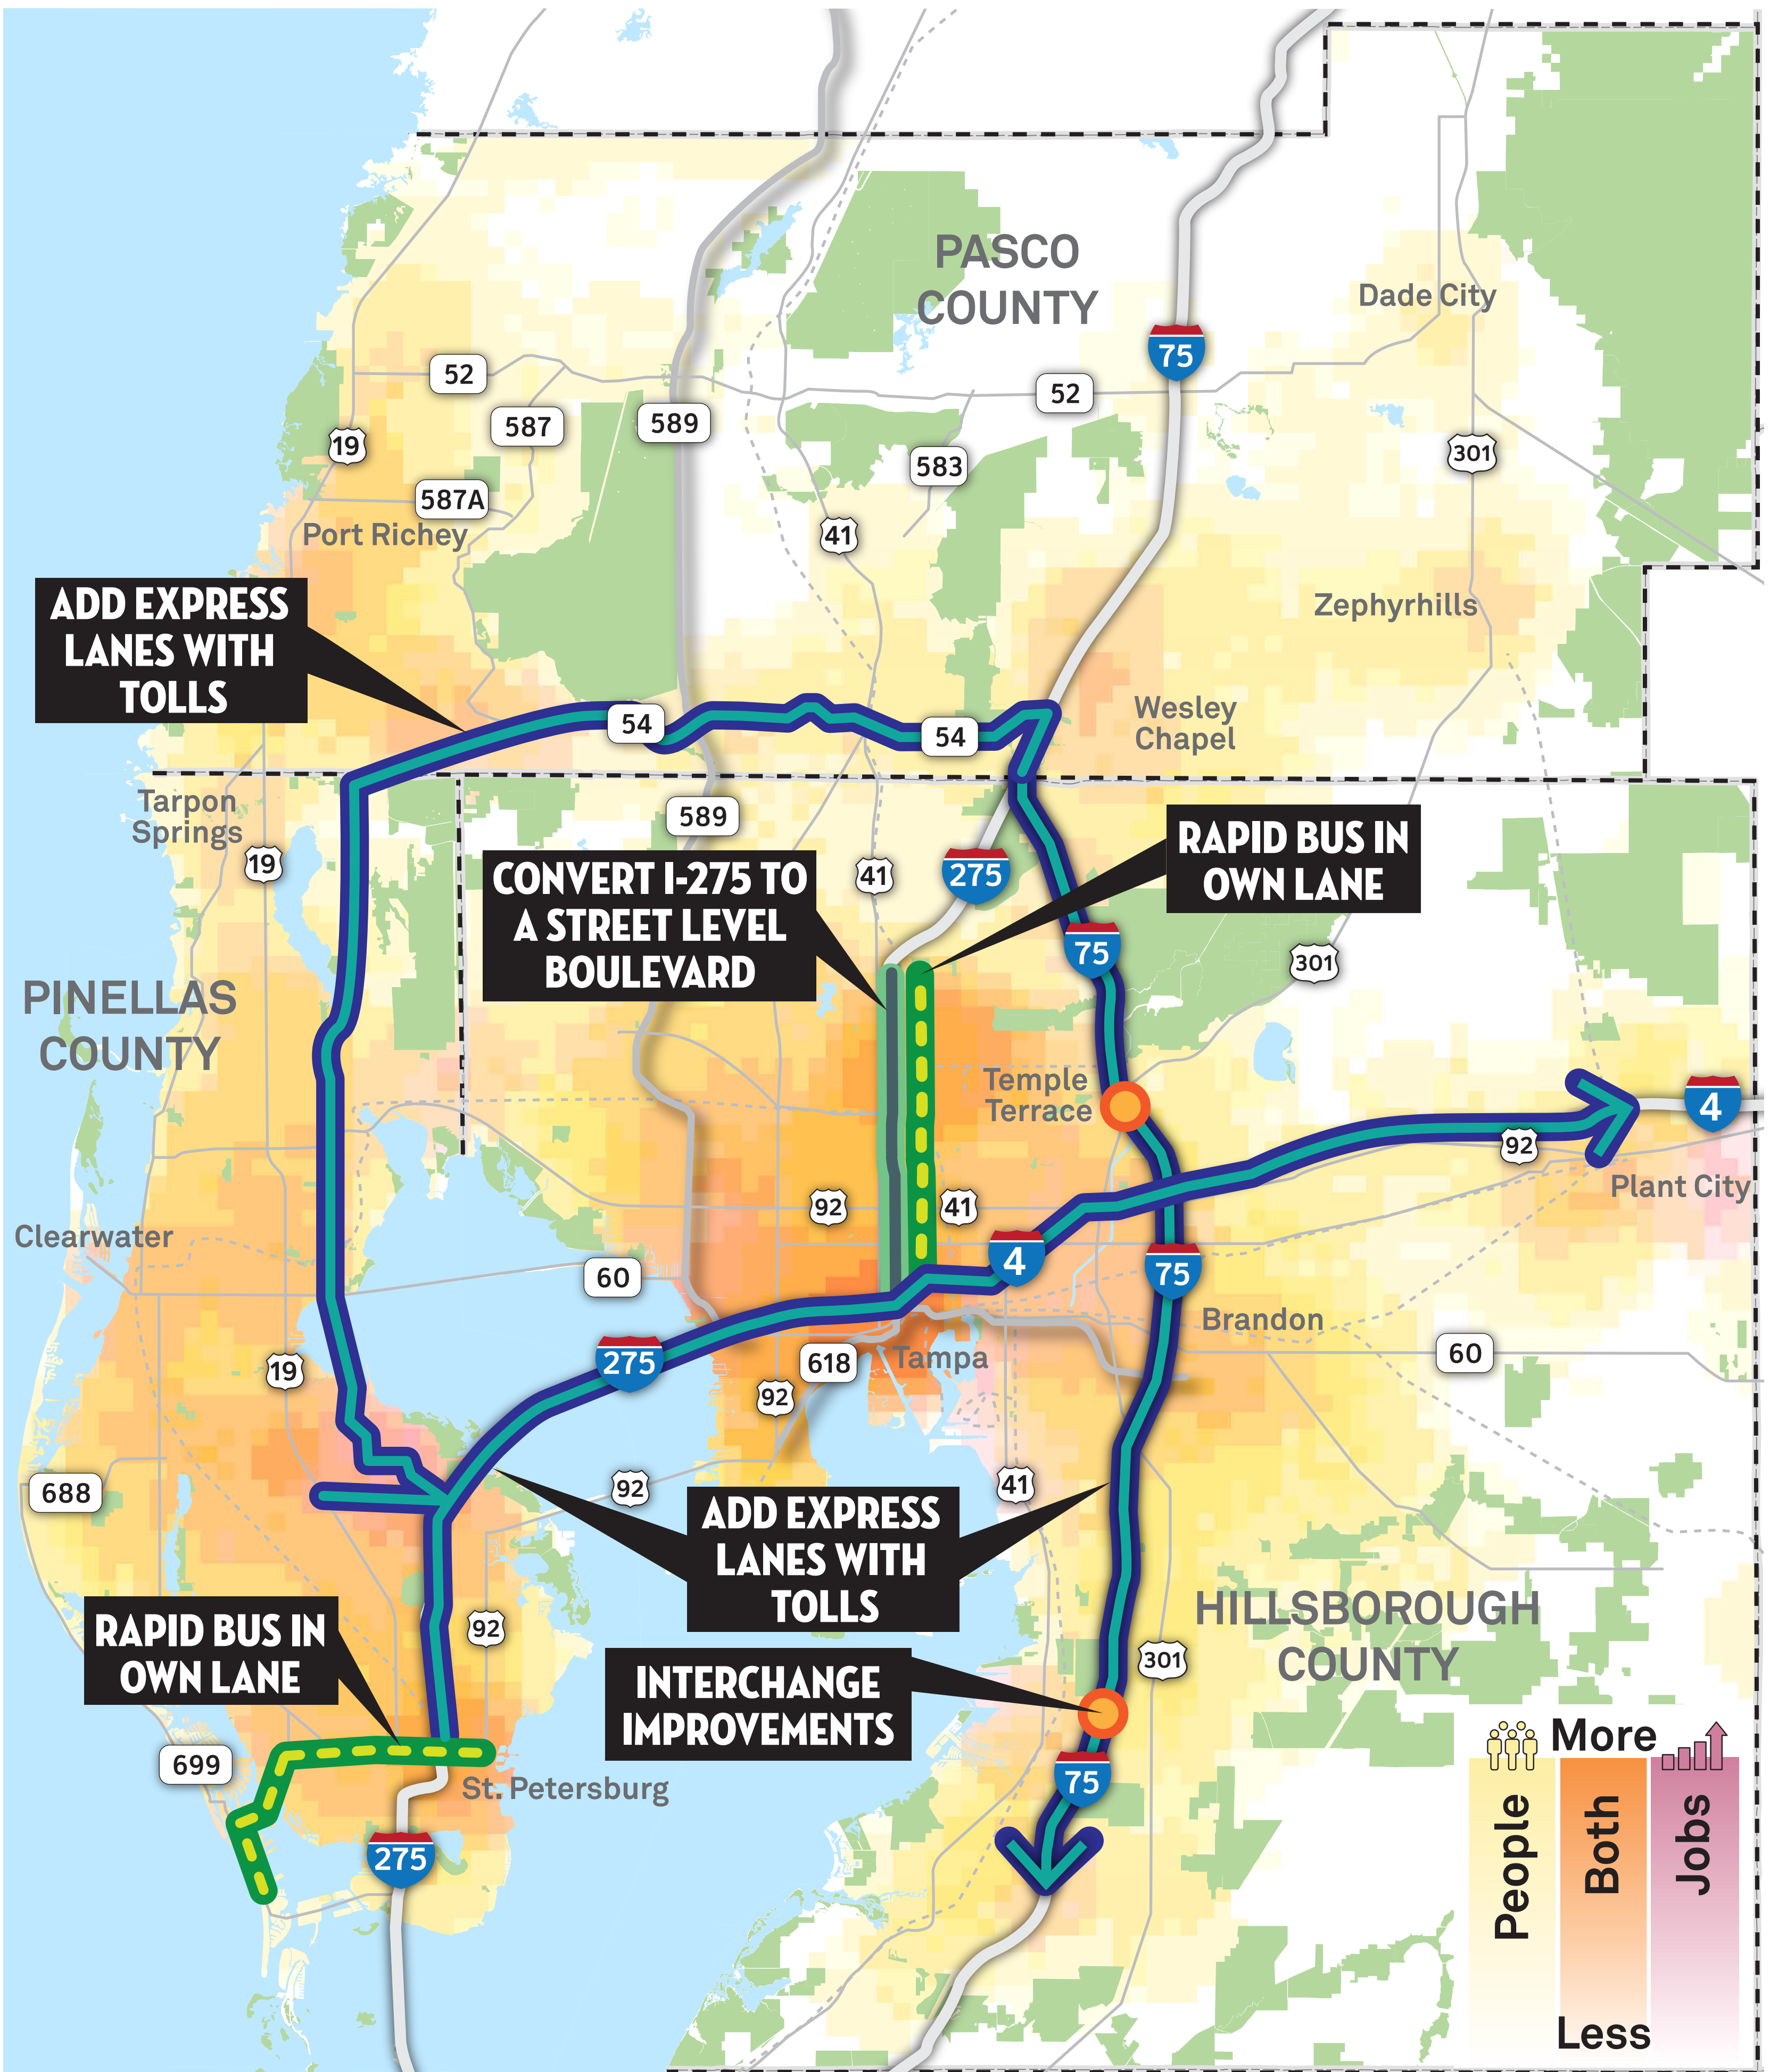 PASCO
COUNTY
Dade City
75
52
52
587
589
19
583
301
587A
Port Richey
41
ADD EXPRESS
LANES WITH
TOLLS
Zephyrhills
54
54
Wesley
Chapel
Tarpon
Springs
589
19
41
275
CONVERT I-275 TO
A STREET LEVEL
BOULEVARD
RAPID BUS IN
OWN LANE
75
301
PINELLAS
COUNTY
Temple
Terrace
4
92
Plant City
92
41
Clearwater
60
4
75
Brandon
275
618
Tampa
60
19
92
688
92
41
ADD EXPRESS
LANES WITH
TOLLS
HILLSBOROUGH
COUNTY
RAPID BUS IN
OWN LANE
92
301
INTERCHANGE
IMPROVEMENTS
699
St. Petersburg
75
275
More
People
Both
Jobs
Less